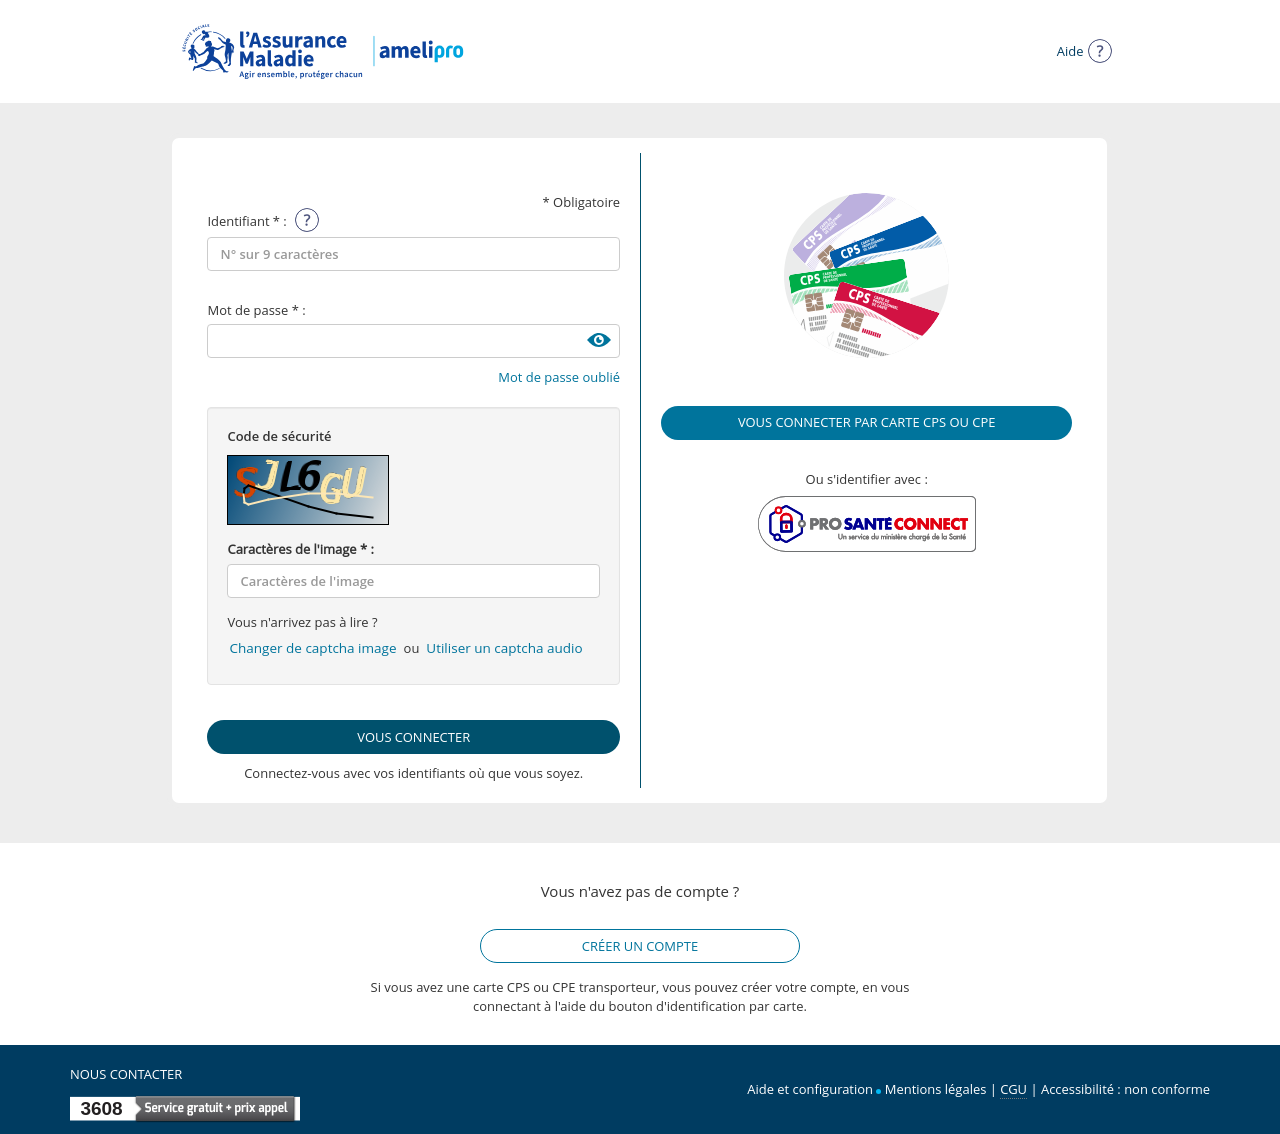 SÉCURITÉ SOCIALE
l'Assurance
Maladie
Agir ensemble, protéger chacun
amelipro
Aide ?
* Obligatoire
Identifiant * : ?
N° sur 9 caractères
Mot de passe * :
Mot de passe oublié
Code de sécurité
SJL6GU
Caractères de l'image * :
Caractères de l'image
Vous n'arrivez pas à lire ?
Changer de captcha image ou Utiliser un captcha audio
VOUS CONNECTER
Connectez-vous avec vos identifiants où que vous soyez.
CPS
CPS
CPS
CPS
VOUS CONNECTER PAR CARTE CPS OU CPE
Ou s'identifier avec :
PRO SANTÉ CONNECT
Un service du ministère chargé de la Santé
Vous n'avez pas de compte ?
CRÉER UN COMPTE
Si vous avez une carte CPS ou CPE transporteur, vous pouvez créer votre compte, en vous
connectant à l'aide du bouton d'identification par carte.
NOUS CONTACTER
3608 Service gratuit + prix appel
Aide et configuration Mentions légales | CGU | Accessibilité : non conforme